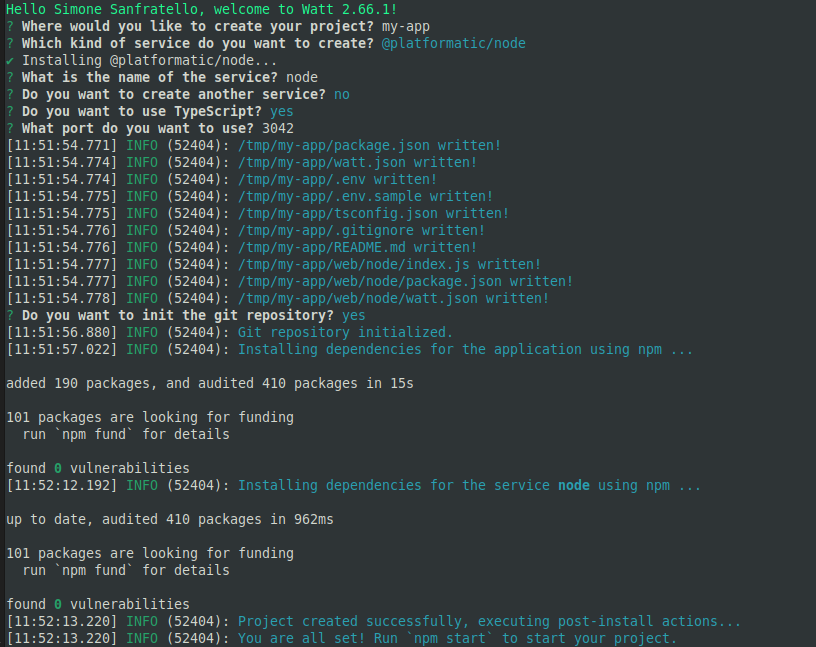 Hello Simone Sanfratello, welcome to Watt 2.66.1!
? Where would you like to create your project? my-app
? Which kind of service do you want to create? @platformatic/node
✔ Installing @platformatic/node...
? What is the name of the service? node
? Do you want to create another service? no
? Do you want to use TypeScript? yes
? What port do you want to use? 3042
[11:51:54.771] INFO (52404): /tmp/my-app/package.json written!
[11:51:54.774] INFO (52404): /tmp/my-app/watt.json written!
[11:51:54.774] INFO (52404): /tmp/my-app/.env written!
[11:51:54.775] INFO (52404): /tmp/my-app/.env.sample written!
[11:51:54.775] INFO (52404): /tmp/my-app/tsconfig.json written!
[11:51:54.776] INFO (52404): /tmp/my-app/.gitignore written!
[11:51:54.776] INFO (52404): /tmp/my-app/README.md written!
[11:51:54.777] INFO (52404): /tmp/my-app/web/node/index.js written!
[11:51:54.777] INFO (52404): /tmp/my-app/web/node/package.json written!
[11:51:54.778] INFO (52404): /tmp/my-app/web/node/watt.json written!
? Do you want to init the git repository? yes
[11:51:56.880] INFO (52404): Git repository initialized.
[11:51:57.022] INFO (52404): Installing dependencies for the application using npm ...
added 190 packages, and audited 410 packages in 15s
101 packages are looking for funding
  run `npm fund` for details
found 0 vulnerabilities
[11:52:12.192] INFO (52404): Installing dependencies for the service node using npm ...
up to date, audited 410 packages in 962ms
101 packages are looking for funding
  run `npm fund` for details
found 0 vulnerabilities
[11:52:13.220] INFO (52404): Project created successfully, executing post-install actions...
[11:52:13.220] INFO (52404): You are all set! Run `npm start` to start your project.